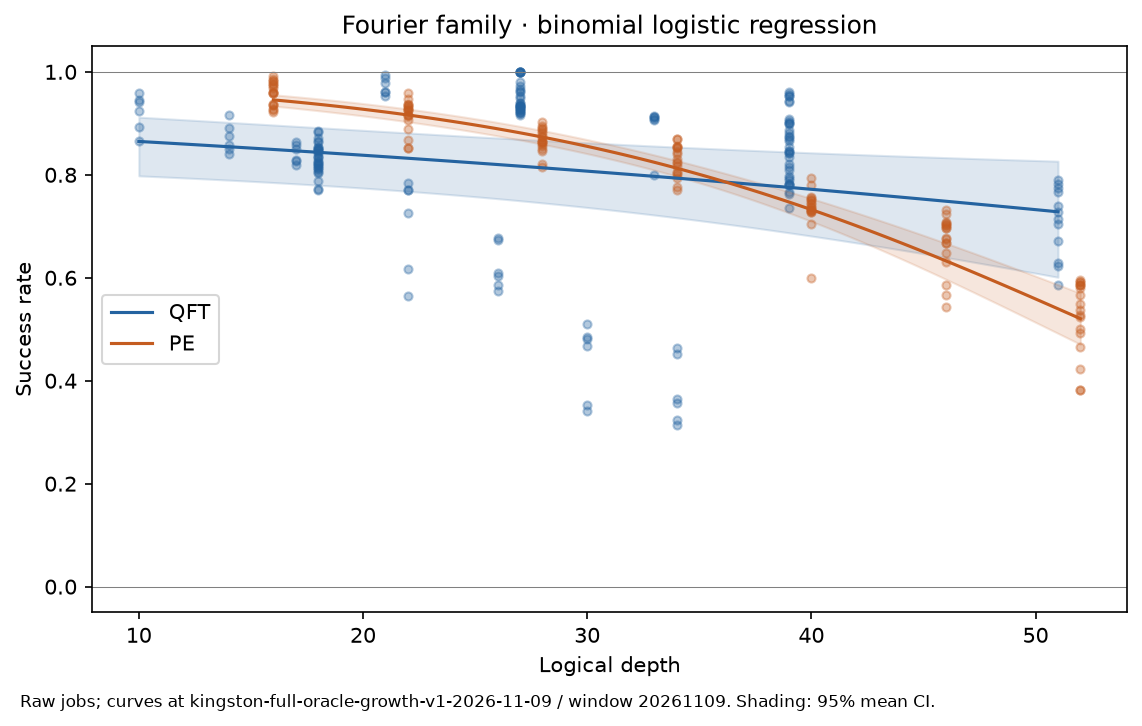 Fourier family · binomial logistic regression
Success rate
1.0
0.8
0.6
0.4
0.2
0.0
QFT
PE
10
20
30
40
50
Logical depth
Raw jobs; curves at kingston-full-oracle-growth-v1-2026-11-09 / window 20261109. Shading: 95% mean CI.